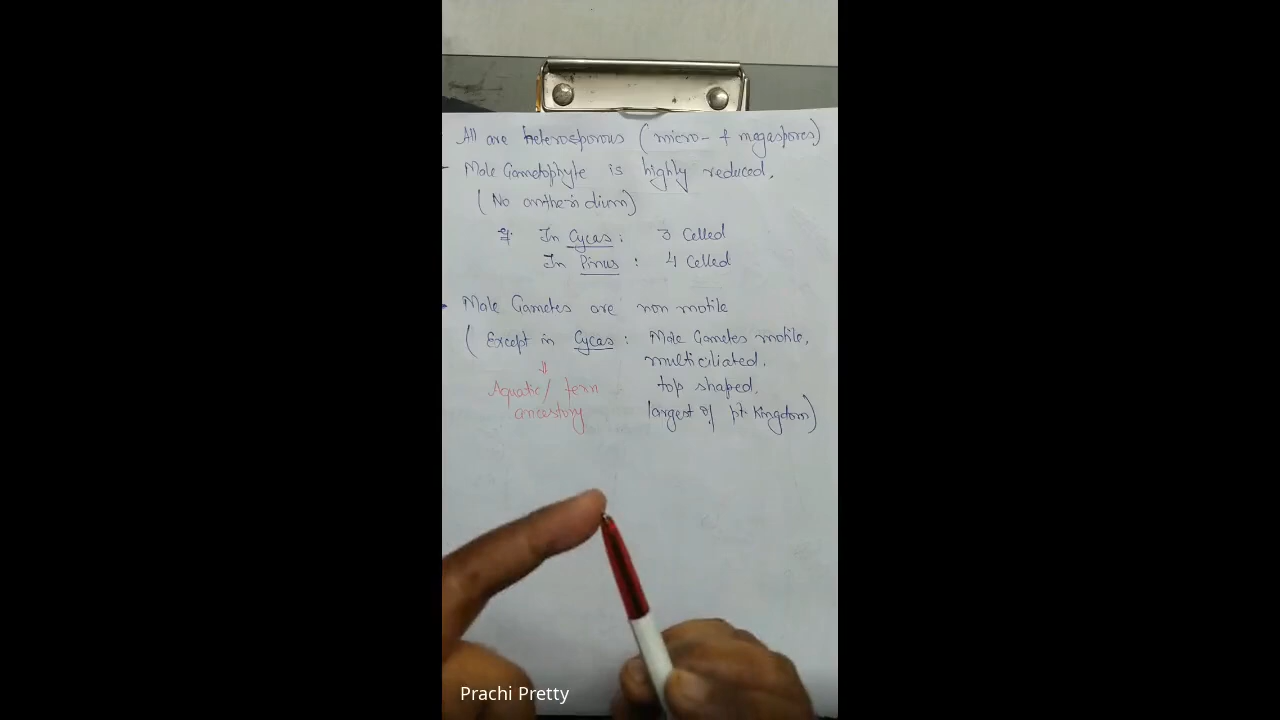 All are heterosporous (micro- & megaspores)
- Male Gametophyte is highly reduced.
(No antheridium)
In Cycas : 3 Celled
In Pinus : 4 Celled
- Male Gametes are non motile
(Except in Cycas : Male Gametes motile,
multiciliated.
top shaped.
largest of pt. Kingdom)
⇓
Aquatic/ fern
ancestory
Prachi Pretty